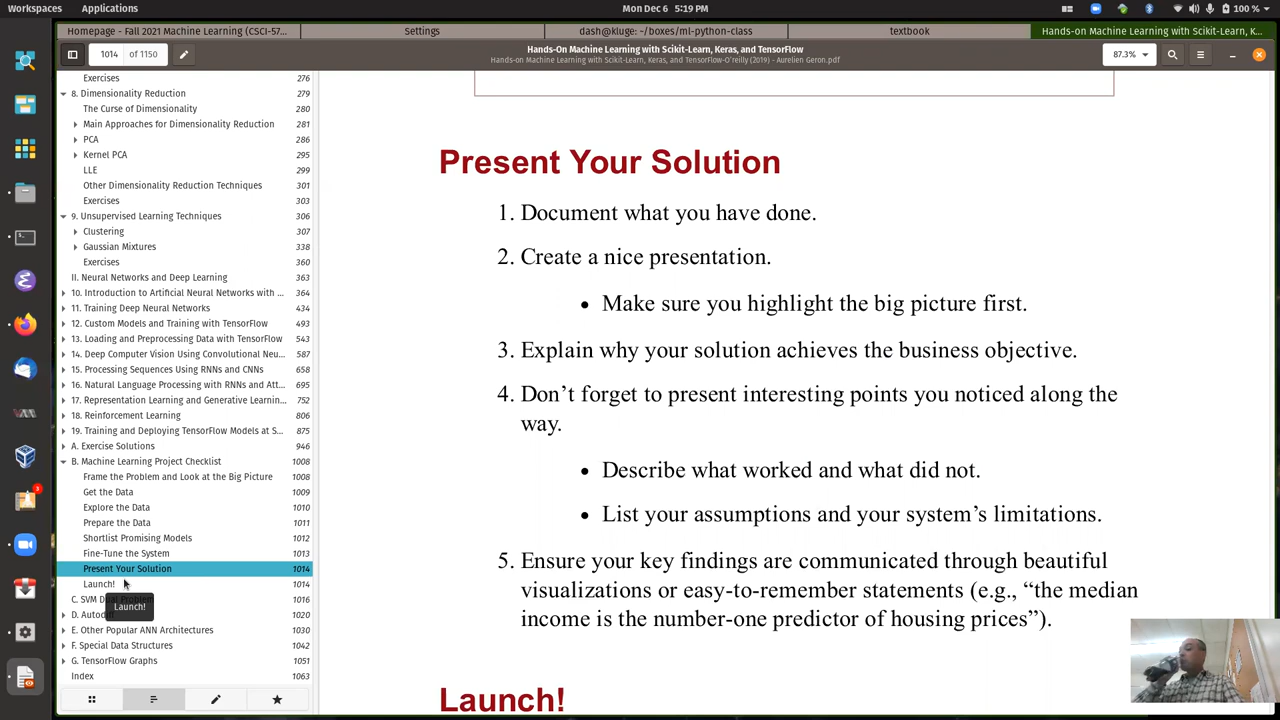 Workspaces Applications Mon Dec 6 5:19 PM 100 %
Homepage - Fall 2021 Machine Learning (CSCI-57... Settings dash@kluge: ~/boxes/ml-python-class textbook Hands-On Machine Learning with Scikit-Learn, K...
1014 of 1150 Hands-On Machine Learning with Scikit-Learn, Keras, and TensorFlow 87.3%
Hands-on Machine Learning with Scikit-Learn, Keras, and TensorFlow-O'reilly (2019) - Aurelien Geron.pdf
Exercises 276
8. Dimensionality Reduction 279
The Curse of Dimensionality 280
Main Approaches for Dimensionality Reduction 281
PCA 286
Kernel PCA 295
LLE 299
Other Dimensionality Reduction Techniques 301
Exercises 303
9. Unsupervised Learning Techniques 306
Clustering 307
Gaussian Mixtures 338
Exercises 360
II. Neural Networks and Deep Learning 363
10. Introduction to Artificial Neural Networks with ... 364
11. Training Deep Neural Networks 434
12. Custom Models and Training with TensorFlow 493
13. Loading and Preprocessing Data with TensorFlow 543
14. Deep Computer Vision Using Convolutional Neu... 587
15. Processing Sequences Using RNNs and CNNs 658
16. Natural Language Processing with RNNs and Att... 695
17. Representation Learning and Generative Learnin... 752
18. Reinforcement Learning 806
19. Training and Deploying TensorFlow Models at S... 875
A. Exercise Solutions 946
B. Machine Learning Project Checklist 1008
Frame the Problem and Look at the Big Picture 1008
Get the Data 1009
Explore the Data 1010
Prepare the Data 1011
Shortlist Promising Models 1012
Fine-Tune the System 1013
Present Your Solution 1014
Launch! 1014
C. SVM 1016
Launch!
D. 1020
E. Other Popular ANN Architectures 1030
F. Special Data Structures 1042
G. TensorFlow Graphs 1051
Index 1063
Present Your Solution
1. Document what you have done.
2. Create a nice presentation.
• Make sure you highlight the big picture first.
3. Explain why your solution achieves the business objective.
4. Don’t forget to present interesting points you noticed along the
way.
• Describe what worked and what did not.
• List your assumptions and your system’s limitations.
5. Ensure your key findings are communicated through beautiful
visualizations or easy-to-remember statements (e.g., “the median
income is the number-one predictor of housing prices”).
Launch!
3